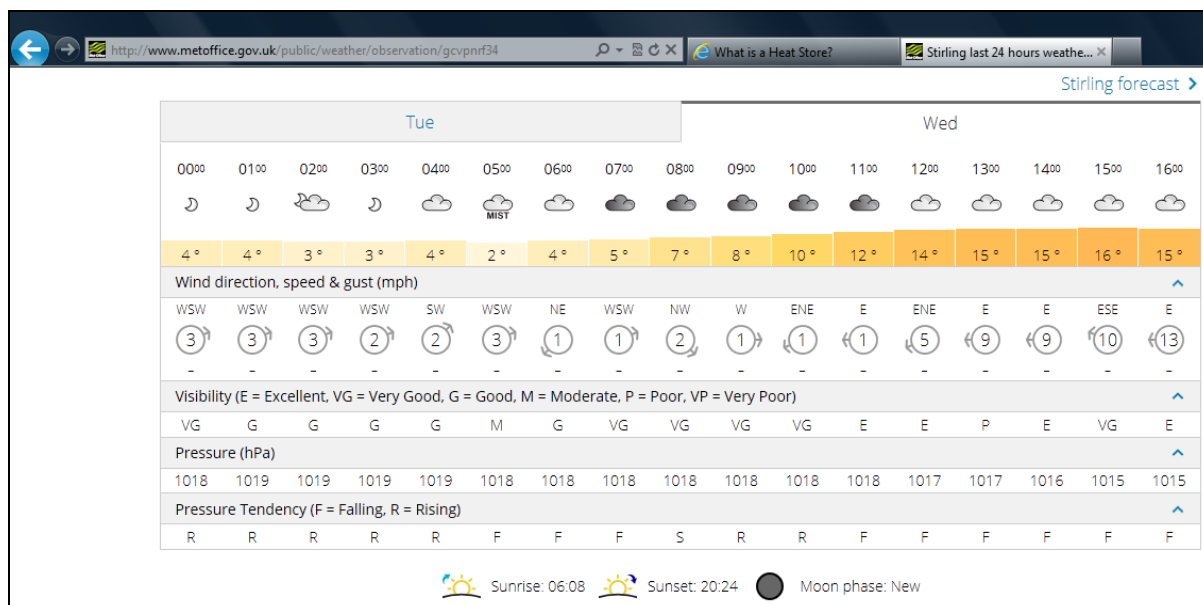 http://www.metoffice.gov.uk/public/weather/observation/gcvpnrf34 What is a Heat Store? Stirling last 24 hours weathe...
Stirling forecast >
Tue Wed
0000 0100 0200 0300 0400 0500 0600 0700 0800 0900 1000 1100 1200 1300 1400 1500 1600
MIST
4° 4° 3° 3° 4° 2° 4° 5° 7° 8° 10° 12° 14° 15° 15° 16° 15°
Wind direction, speed & gust (mph)
WSW WSW WSW WSW SW WSW NE WSW NW W ENE E ENE E E ESE E
3 3 3 2 2 3 1 1 2 1 1 1 5 9 9 10 13
- - - - - - - - - - - - - - - - -
Visibility (E = Excellent, VG = Very Good, G = Good, M = Moderate, P = Poor, VP = Very Poor)
VG G G G G M G VG VG VG VG E E P E VG E
Pressure (hPa)
1018 1019 1019 1019 1019 1018 1018 1018 1018 1018 1018 1018 1017 1017 1016 1015 1015
Pressure Tendency (F = Falling, R = Rising)
R R R R R F F F S R R F F F F F F
Sunrise: 06:08 Sunset: 20:24 Moon phase: New